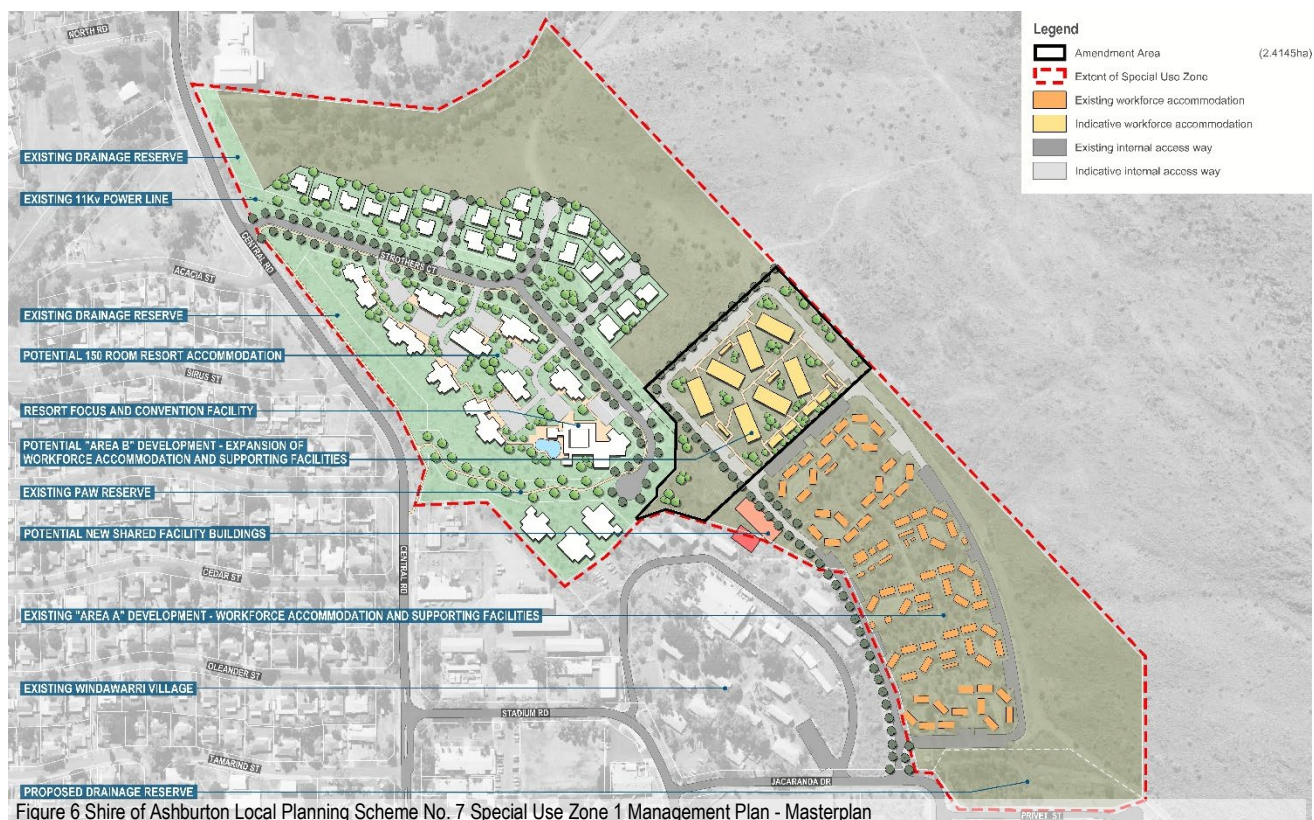 Legend
Amendment Area (2.4145ha)
Extent of Special Use Zone
Existing workforce accommodation
Indicative workforce accommodation
Existing internal access way
Indicative internal access way
NORTH RD
EXISTING DRAINAGE RESERVE
EXISTING 11Kv POWER LINE
CENTRAL RD
STROTHERS CT
ACACIA ST
EXISTING DRAINAGE RESERVE
POTENTIAL 150 ROOM RESORT ACCOMMODATION
SIRUS ST
RESORT FOCUS AND CONVENTION FACILITY
POTENTIAL "AREA B" DEVELOPMENT - EXPANSION OF
WORKFORCE ACCOMMODATION AND SUPPORTING FACILITIES
EXISTING PAW RESERVE
POTENTIAL NEW SHARED FACILITY BUILDINGS
CENTRAL RD
CEDAR ST
EXISTING "AREA A" DEVELOPMENT - WORKFORCE ACCOMMODATION AND SUPPORTING FACILITIES
OLEANDER ST
EXISTING WINDAWARRI VILLAGE
STADIUM RD
TAMARIND ST
JACARANDA DR
PROPOSED DRAINAGE RESERVE
PRIVET ST
Figure 6 Shire of Ashburton Local Planning Scheme No. 7 Special Use Zone 1 Management Plan - Masterplan